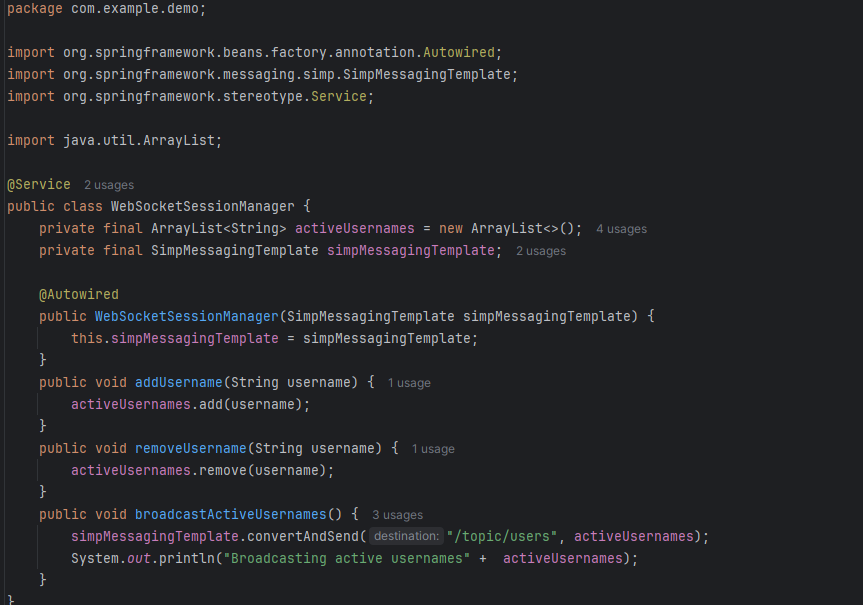 package com.example.demo;
import org.springframework.beans.factory.annotation.Autowired;
import org.springframework.messaging.simp.SimpMessagingTemplate;
import org.springframework.stereotype.Service;
import java.util.ArrayList;
@Service 2 usages
public class WebSocketSessionManager {
    private final ArrayList<String> activeUsernames = new ArrayList<>(); 4 usages
    private final SimpMessagingTemplate simpMessagingTemplate; 2 usages
    @Autowired
    public WebSocketSessionManager(SimpMessagingTemplate simpMessagingTemplate) {
        this.simpMessagingTemplate = simpMessagingTemplate;
    }
    public void addUsername(String username) { 1 usage
        activeUsernames.add(username);
    }
    public void removeUsername(String username) { 1 usage
        activeUsernames.remove(username);
    }
    public void broadcastActiveUsernames() { 3 usages
        simpMessagingTemplate.convertAndSend( destination: "/topic/users", activeUsernames);
        System.out.println("Broadcasting active usernames" +  activeUsernames);
    }
}